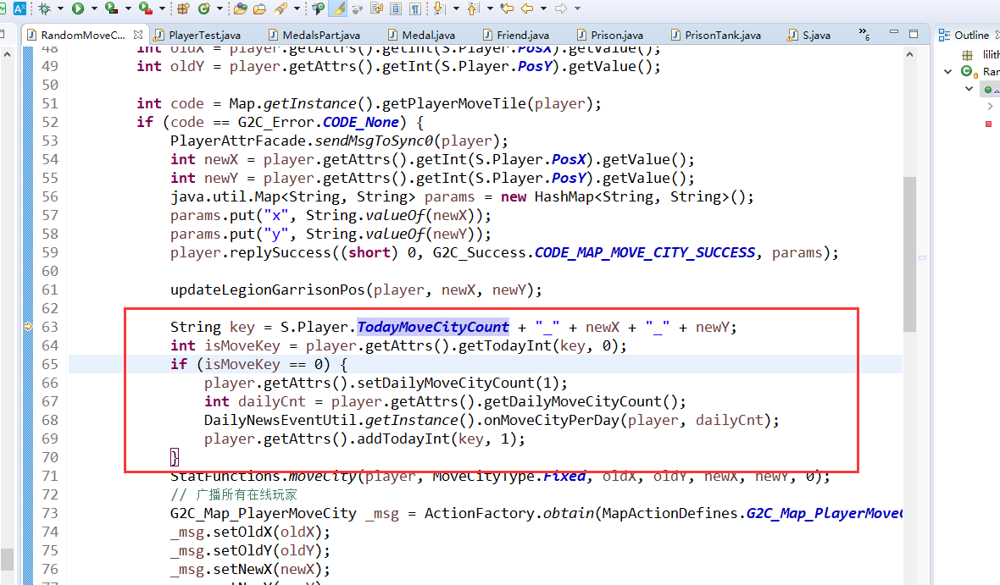 RandomMoveC... PlayerTest.java MedalsPart.java Medal.java Friend.java Prison.java PrisonTank.java S.java »6 Outline
48 int oldX = player.getAttrs().getInt(S.Player.PosX).getValue();
49 int oldY = player.getAttrs().getInt(S.Player.PosY).getValue();
50
51 int code = Map.getInstance().getPlayerMoveTile(player);
52 if (code == G2C_Error.CODE_None) {
53 PlayerAttrFacade.sendMsgToSync0(player);
54 int newX = player.getAttrs().getInt(S.Player.PosX).getValue();
55 int newY = player.getAttrs().getInt(S.Player.PosY).getValue();
56 java.util.Map<String, String> params = new HashMap<String, String>();
57 params.put("x", String.valueOf(newX));
58 params.put("y", String.valueOf(newY));
59 player.replySuccess((short) 0, G2C_Success.CODE_MAP_MOVE_CITY_SUCCESS, params);
60
61 updateLegionGarrisonPos(player, newX, newY);
62
63 String key = S.Player.TodayMoveCityCount + "_" + newX + "_" + newY;
64 int isMoveKey = player.getAttrs().getTodayInt(key, 0);
65 if (isMoveKey == 0) {
66 player.getAttrs().setDailyMoveCityCount(1);
67 int dailyCnt = player.getAttrs().getDailyMoveCityCount();
68 DailyNewsEventUtil.getInstance().onMoveCityPerDay(player, dailyCnt);
69 player.getAttrs().addTodayInt(key, 1);
70 }
71 StatFunctions.moveCity(player, MoveCityType.Fixed, oldX, oldY, newX, newY, 0);
72 // 广播所有在线玩家
73 G2C_Map_PlayerMoveCity _msg = ActionFactory.obtain(MapActionDefines.G2C_Map_PlayerMove
74 _msg.setOldX(oldX);
75 _msg.setOldY(oldY);
76 _msg.setNewX(newX);
77
lilith
Ran